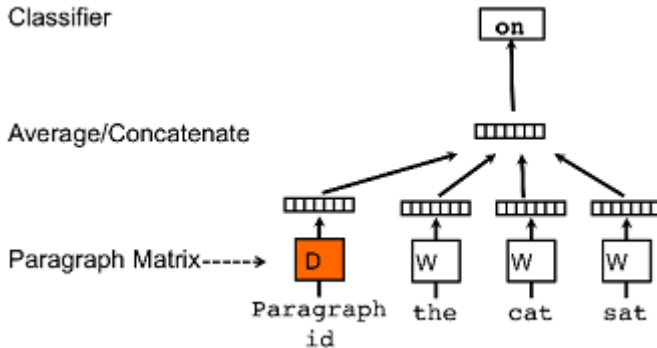 Classifier
on
Average/Concatenate
Paragraph Matrix
D
W
W
W
Paragraph
id
the
cat
sat